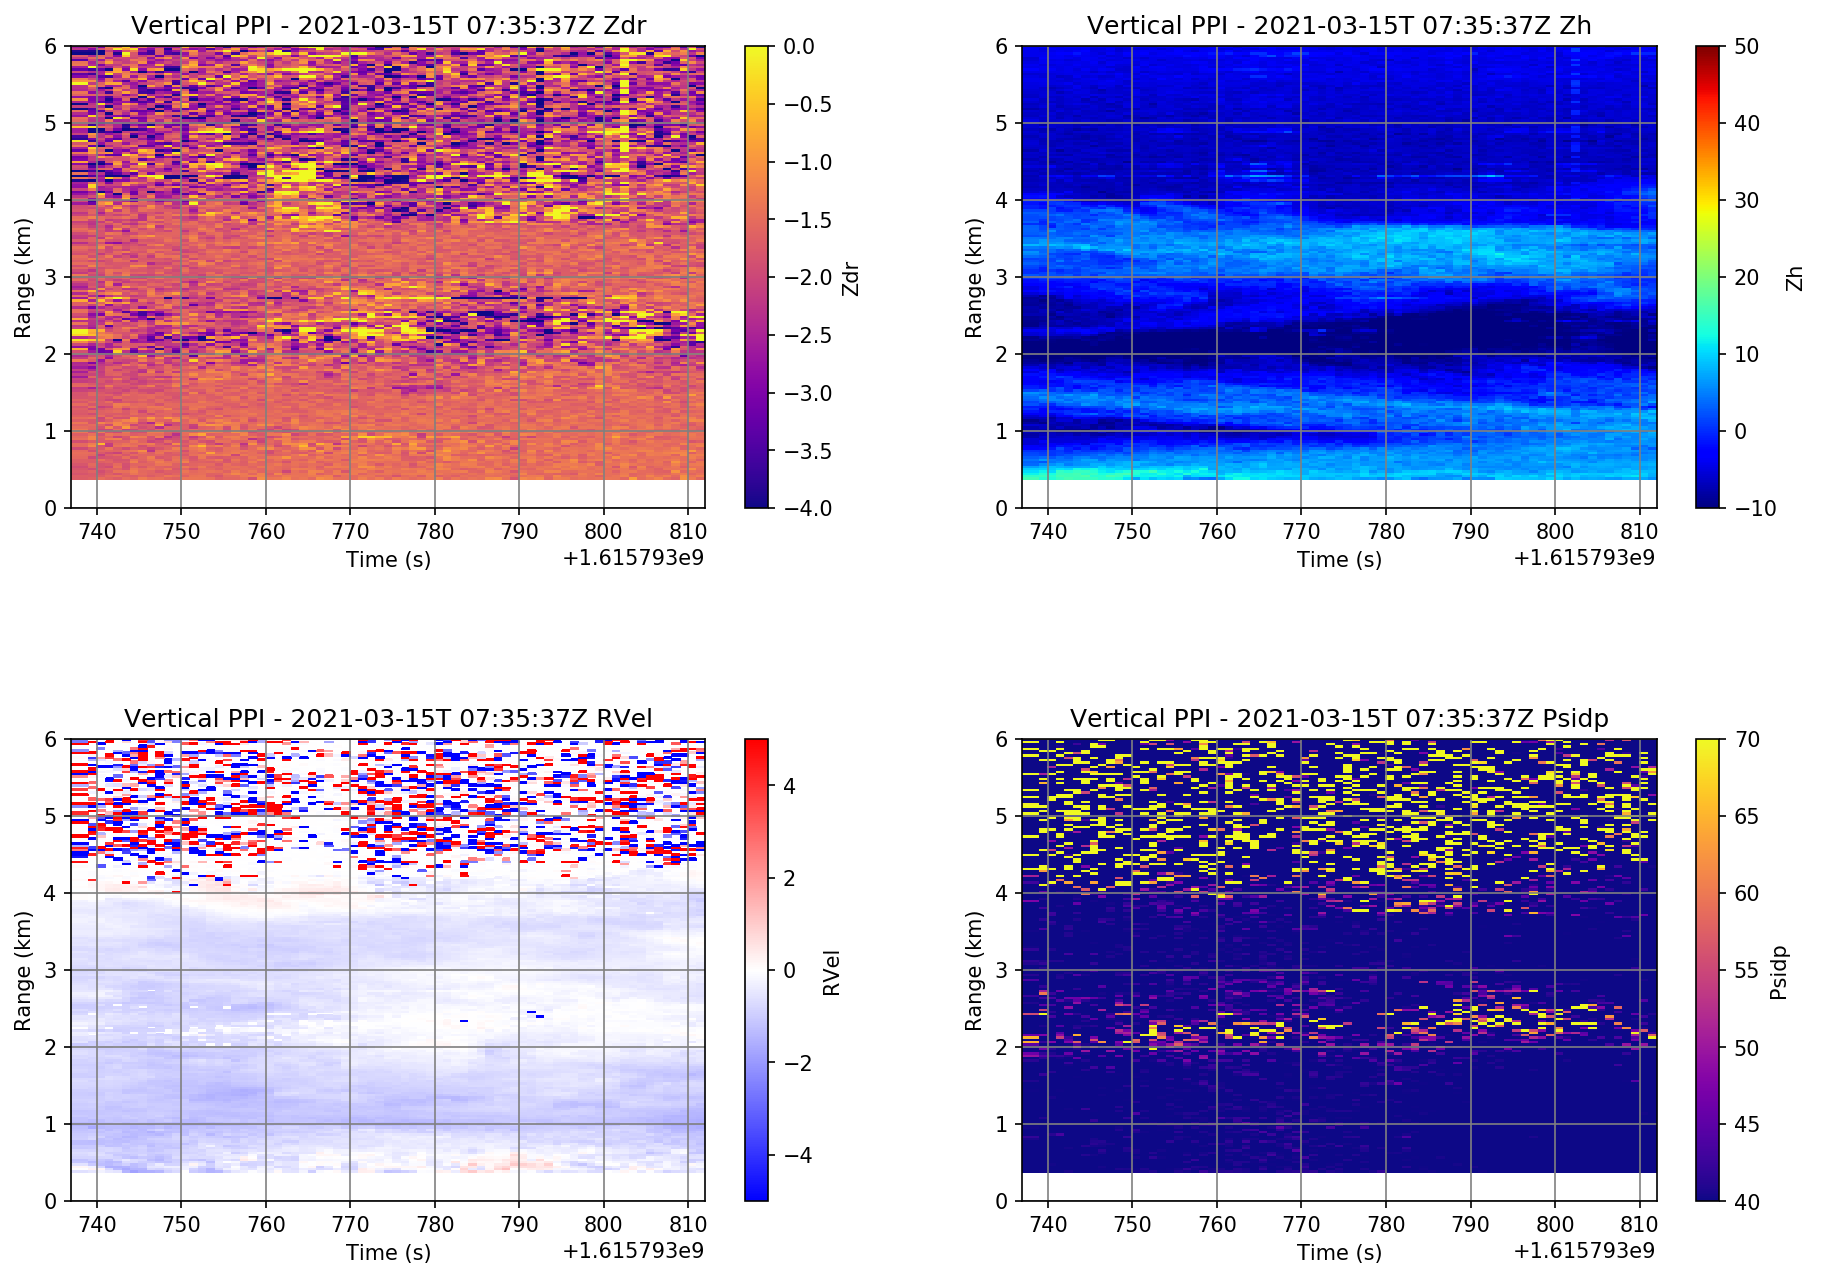 Vertical PPI - 2021-03-15T 07:35:37Z Zdr
6
5
4
3
2
1
0
Range (km)
740 750 760 770 780 790 800 810
Time (s)
+1.615793e9
0.0
−0.5
−1.0
−1.5
−2.0
−2.5
−3.0
−3.5
−4.0
Zdr
Vertical PPI - 2021-03-15T 07:35:37Z Zh
6
5
4
3
2
1
0
Range (km)
740 750 760 770 780 790 800 810
Time (s)
+1.615793e9
50
40
30
20
10
0
−10
Zh
Vertical PPI - 2021-03-15T 07:35:37Z RVel
6
5
4
3
2
1
0
Range (km)
740 750 760 770 780 790 800 810
Time (s)
+1.615793e9
4
2
0
−2
−4
RVel
Vertical PPI - 2021-03-15T 07:35:37Z Psidp
6
5
4
3
2
1
0
Range (km)
740 750 760 770 780 790 800 810
Time (s)
+1.615793e9
70
65
60
55
50
45
40
Psidp